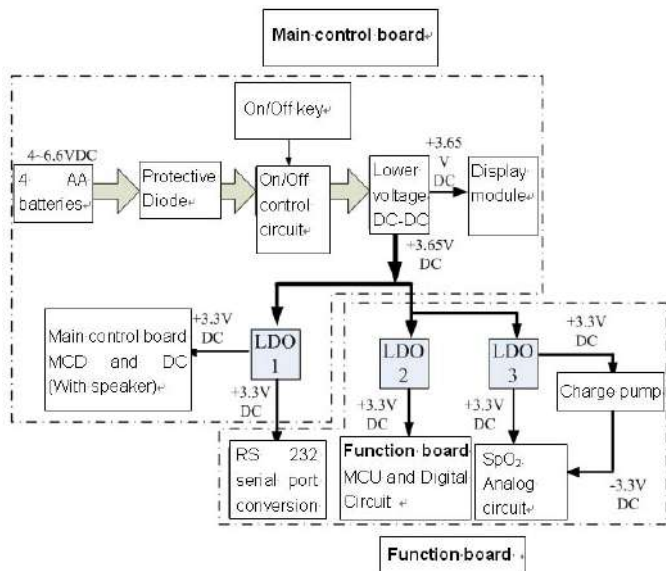 Main control board
On/Off key
4~6.6VDC
4 AA
batteries
Protective
Diode
On/Off
control
circuit
Lower
voltage
DC-DC
+3.65
V
DC
Display
module
+3.65V
DC
Main control board
MCD and DC
(With speaker)
+3.3V
DC
LDO
1
LDO
2
LDO
3
+3.3V
DC
Charge pump
+3.3V
DC
+3.3V
DC
+3.3V
DC
RS 232
serial port
conversion
Function board
MCU and Digital
Circuit
SpO₂
Analog
circuit
-3.3V
DC
Function board